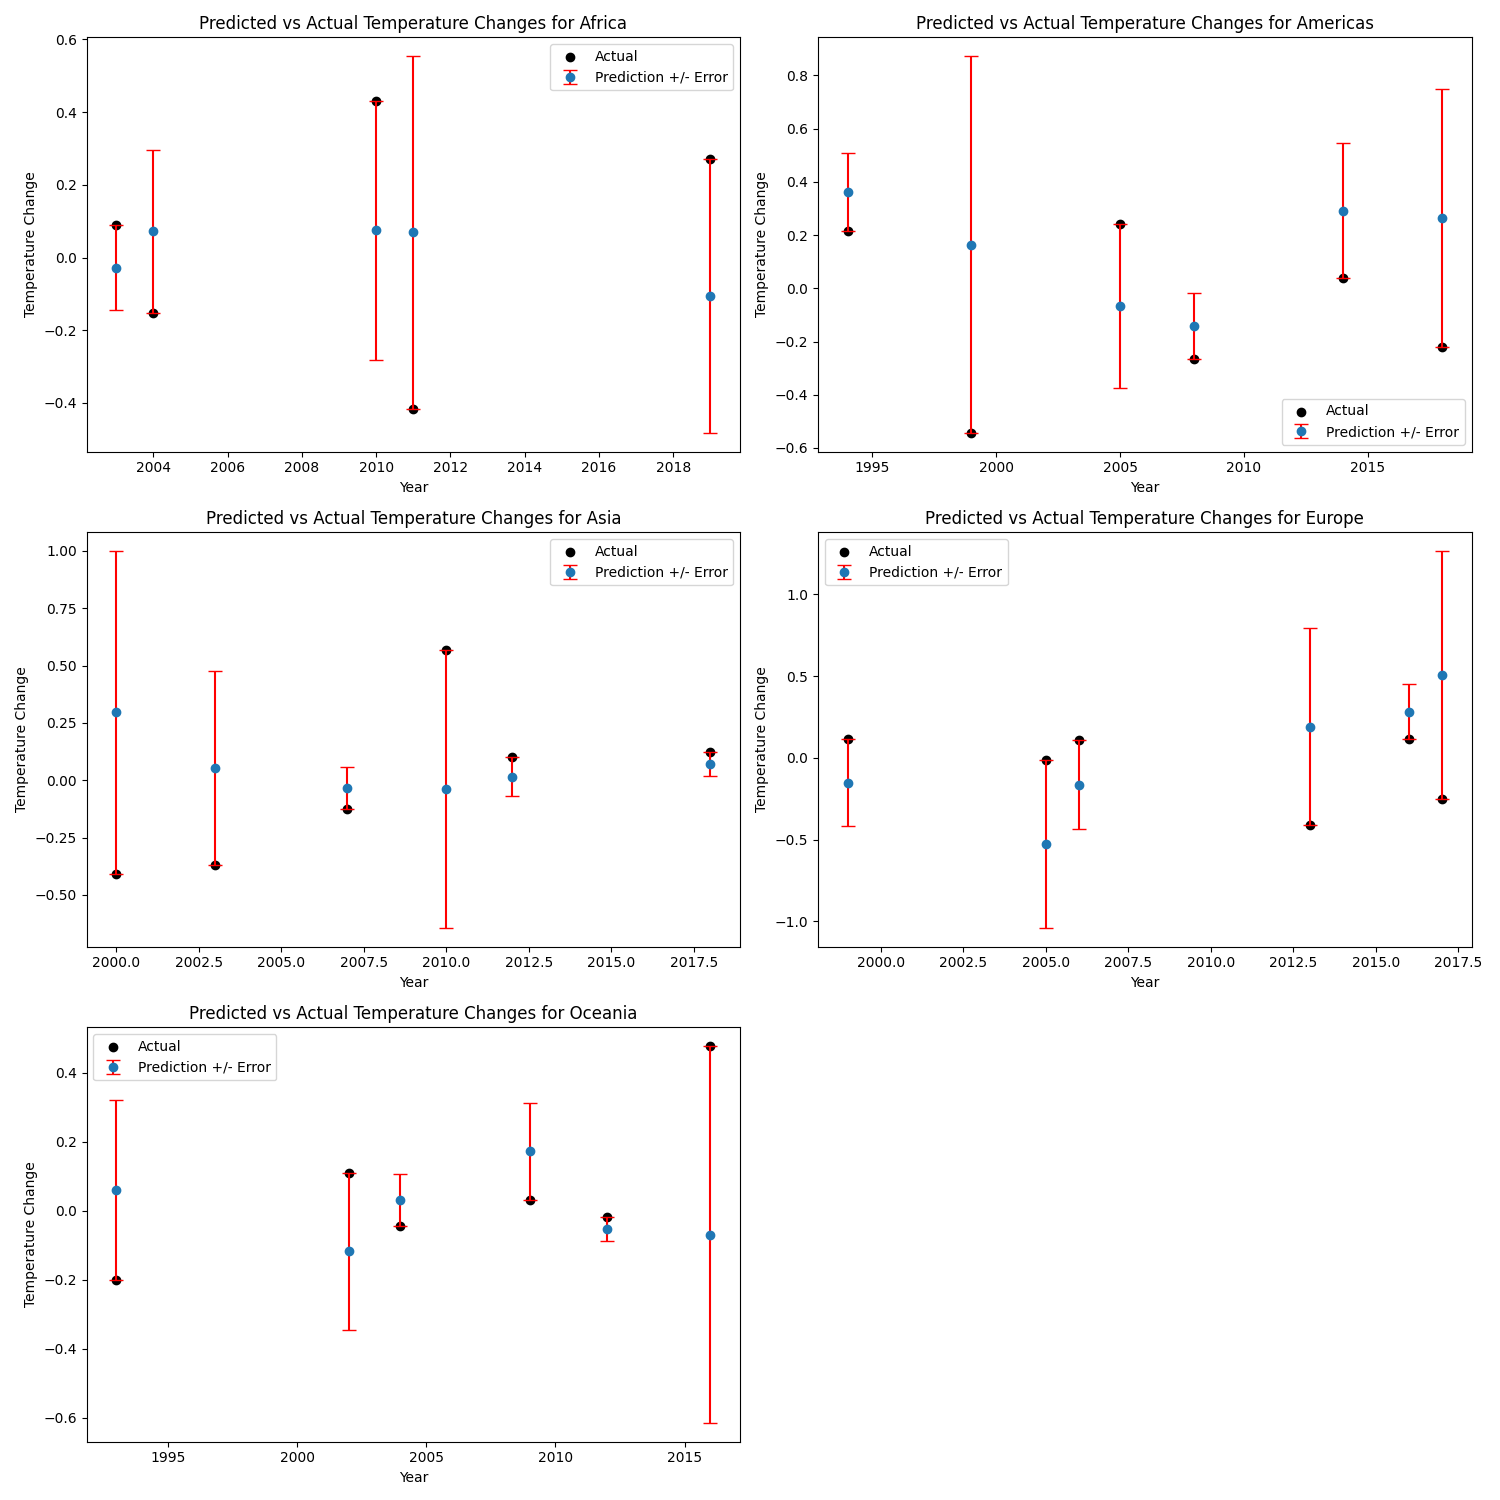 Predicted vs Actual Temperature Changes for Africa
Temperature Change
0.6
0.4
0.2
0.0
−0.2
−0.4
Actual
Prediction +/- Error
2004
2006
2008
2010
2012
2014
2016
2018
Year
Predicted vs Actual Temperature Changes for Americas
Temperature Change
0.8
0.6
0.4
0.2
0.0
−0.2
−0.4
−0.6
Actual
Prediction +/- Error
1995
2000
2005
2010
2015
Year
Predicted vs Actual Temperature Changes for Asia
Temperature Change
1.00
0.75
0.50
0.25
0.00
−0.25
−0.50
Actual
Prediction +/- Error
2000.0
2002.5
2005.0
2007.5
2010.0
2012.5
2015.0
2017.5
Year
Predicted vs Actual Temperature Changes for Europe
Temperature Change
1.0
0.5
0.0
−0.5
−1.0
Actual
Prediction +/- Error
2000.0
2002.5
2005.0
2007.5
2010.0
2012.5
2015.0
2017.5
Year
Predicted vs Actual Temperature Changes for Oceania
Temperature Change
0.4
0.2
0.0
−0.2
−0.4
−0.6
Actual
Prediction +/- Error
1995
2000
2005
2010
2015
Year